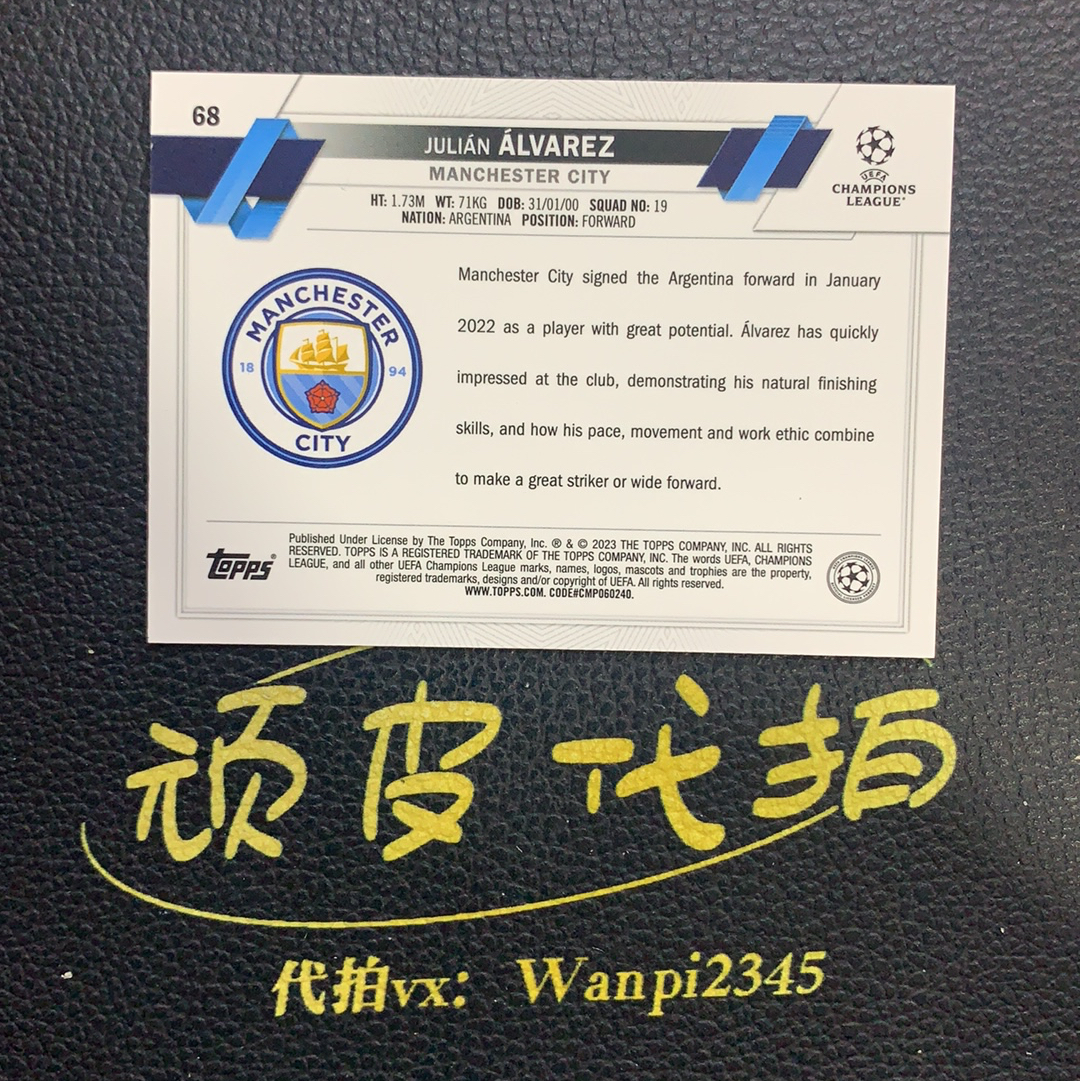 68
JULIÁN ÁLVAREZ
MANCHESTER CITY
HT: 1.73M WT: 71KG DOB: 31/01/00 SQUAD NO: 19
NATION: ARGENTINA POSITION: FORWARD
UEFA
CHAMPIONS
LEAGUE
MANCHESTER
18 94
CITY
Manchester City signed the Argentina forward in January
2022 as a player with great potential. Álvarez has quickly
impressed at the club, demonstrating his natural finishing
skills, and how his pace, movement and work ethic combine
to make a great striker or wide forward.
Topps®
Published Under License by The Topps Company, Inc. ® & © 2023 THE TOPPS COMPANY, INC. ALL RIGHTS
RESERVED. TOPPS IS A REGISTERED TRADEMARK OF THE TOPPS COMPANY, INC. The words UEFA, CHAMPIONS
LEAGUE, and all other UEFA Champions League marks, names, logos, mascots and trophies are the property,
registered trademarks, designs and/or copyright of UEFA. All rights reserved.
WWW.TOPPS.COM. CODE#CMP060240.
顽皮代拍
代拍vx: Wanpi2345